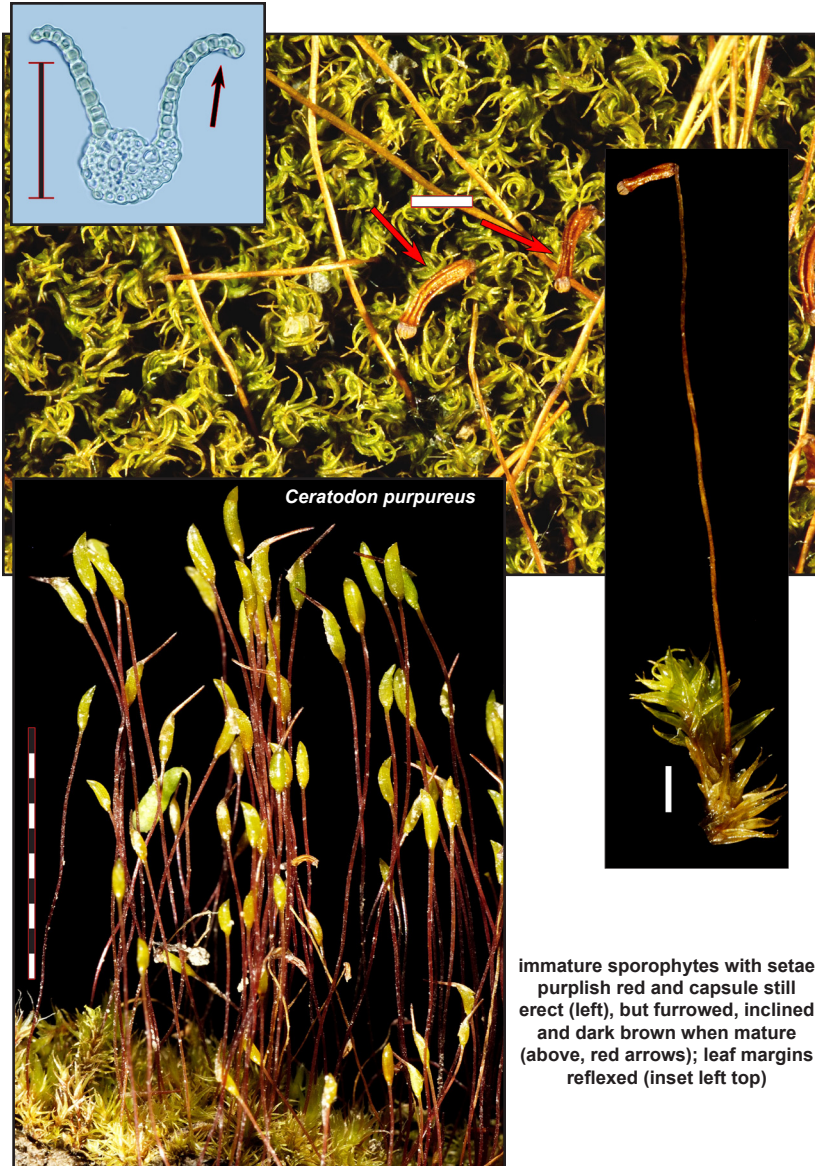 Ceratodon purpureus
immature sporophytes with setae
purplish red and capsule still
erect (left), but furrowed, inclined
and dark brown when mature
(above, red arrows); leaf margins
reflexed (inset left top)